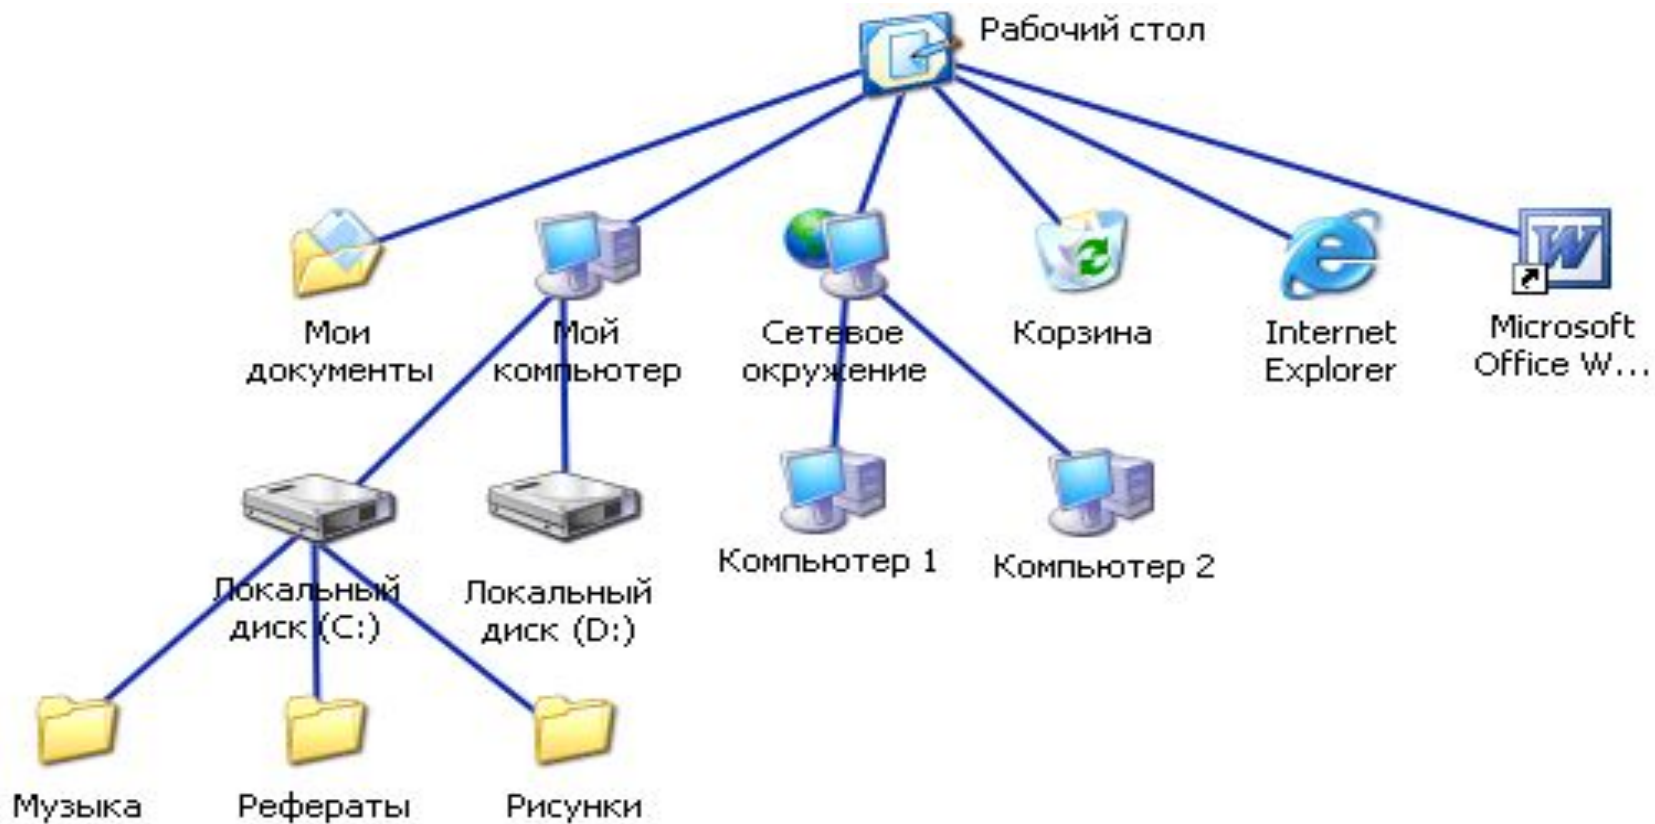 Рабочий стол
Мои
документы
Мой
компьютер
Сетевое
окружение
Корзина
Internet
Explorer
Microsoft
Office W...
Локальный
диск (C:)
Локальный
диск (D:)
Компьютер 1
Компьютер 2
Музыка
Рефераты
Рисунки